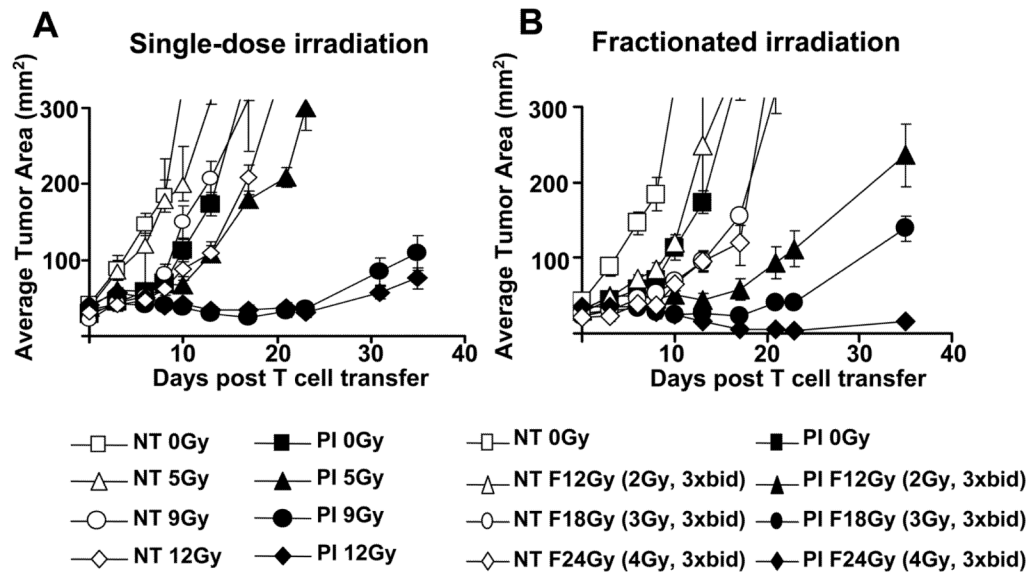 A
Single-dose irradiation
Average Tumor Area (mm²)
300
200
100
10 20 30 40
Days post T cell transfer
B
Fractionated irradiation
Average Tumor Area (mm²)
300
200
100
10 20 30 40
Days post T cell transfer
NT 0Gy
NT 5Gy
NT 9Gy
NT 12Gy
PI 0Gy
PI 5Gy
PI 9Gy
PI 12Gy
NT 0Gy
NT F12Gy (2Gy, 3xbid)
NT F18Gy (3Gy, 3xbid)
NT F24Gy (4Gy, 3xbid)
PI 0Gy
PI F12Gy (2Gy, 3xbid)
PI F18Gy (3Gy, 3xbid)
PI F24Gy (4Gy, 3xbid)